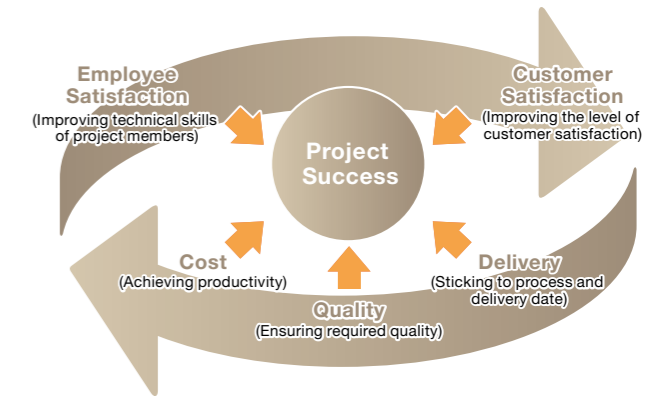 Employee
Satisfaction
(Improving technical skills
of project members)
Customer
Satisfaction
(Improving the level of
customer satisfaction)
Project
Success
Cost
(Achieving productivity)
Delivery
(Sticking to process and
delivery date)
Quality
(Ensuring required quality)